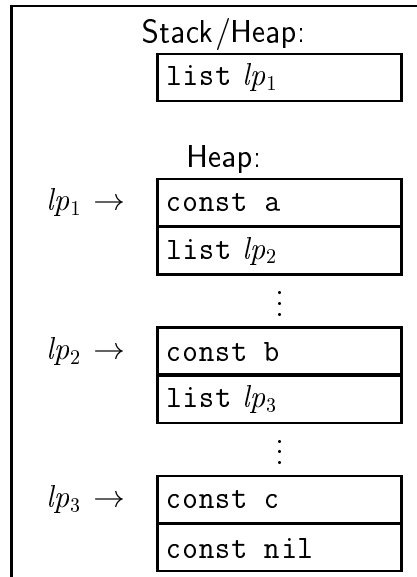 Stack/Heap:
list lp₁
Heap:
lp₁ → const a
list lp₂
⋮
lp₂ → const b
list lp₃
⋮
lp₃ → const c
const nil